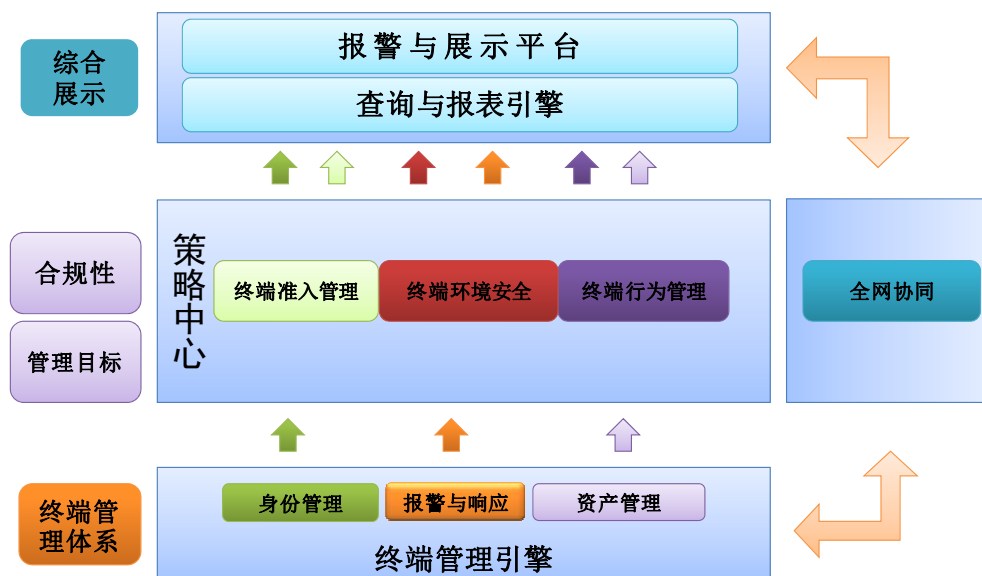 综合
展示
报警与展示平台
查询与报表引擎
合规性
管理目标
策略中心
终端准入管理
终端环境安全
终端行为管理
全网协同
终端管
理体系
身份管理
报警与响应
资产管理
终端管理引擎